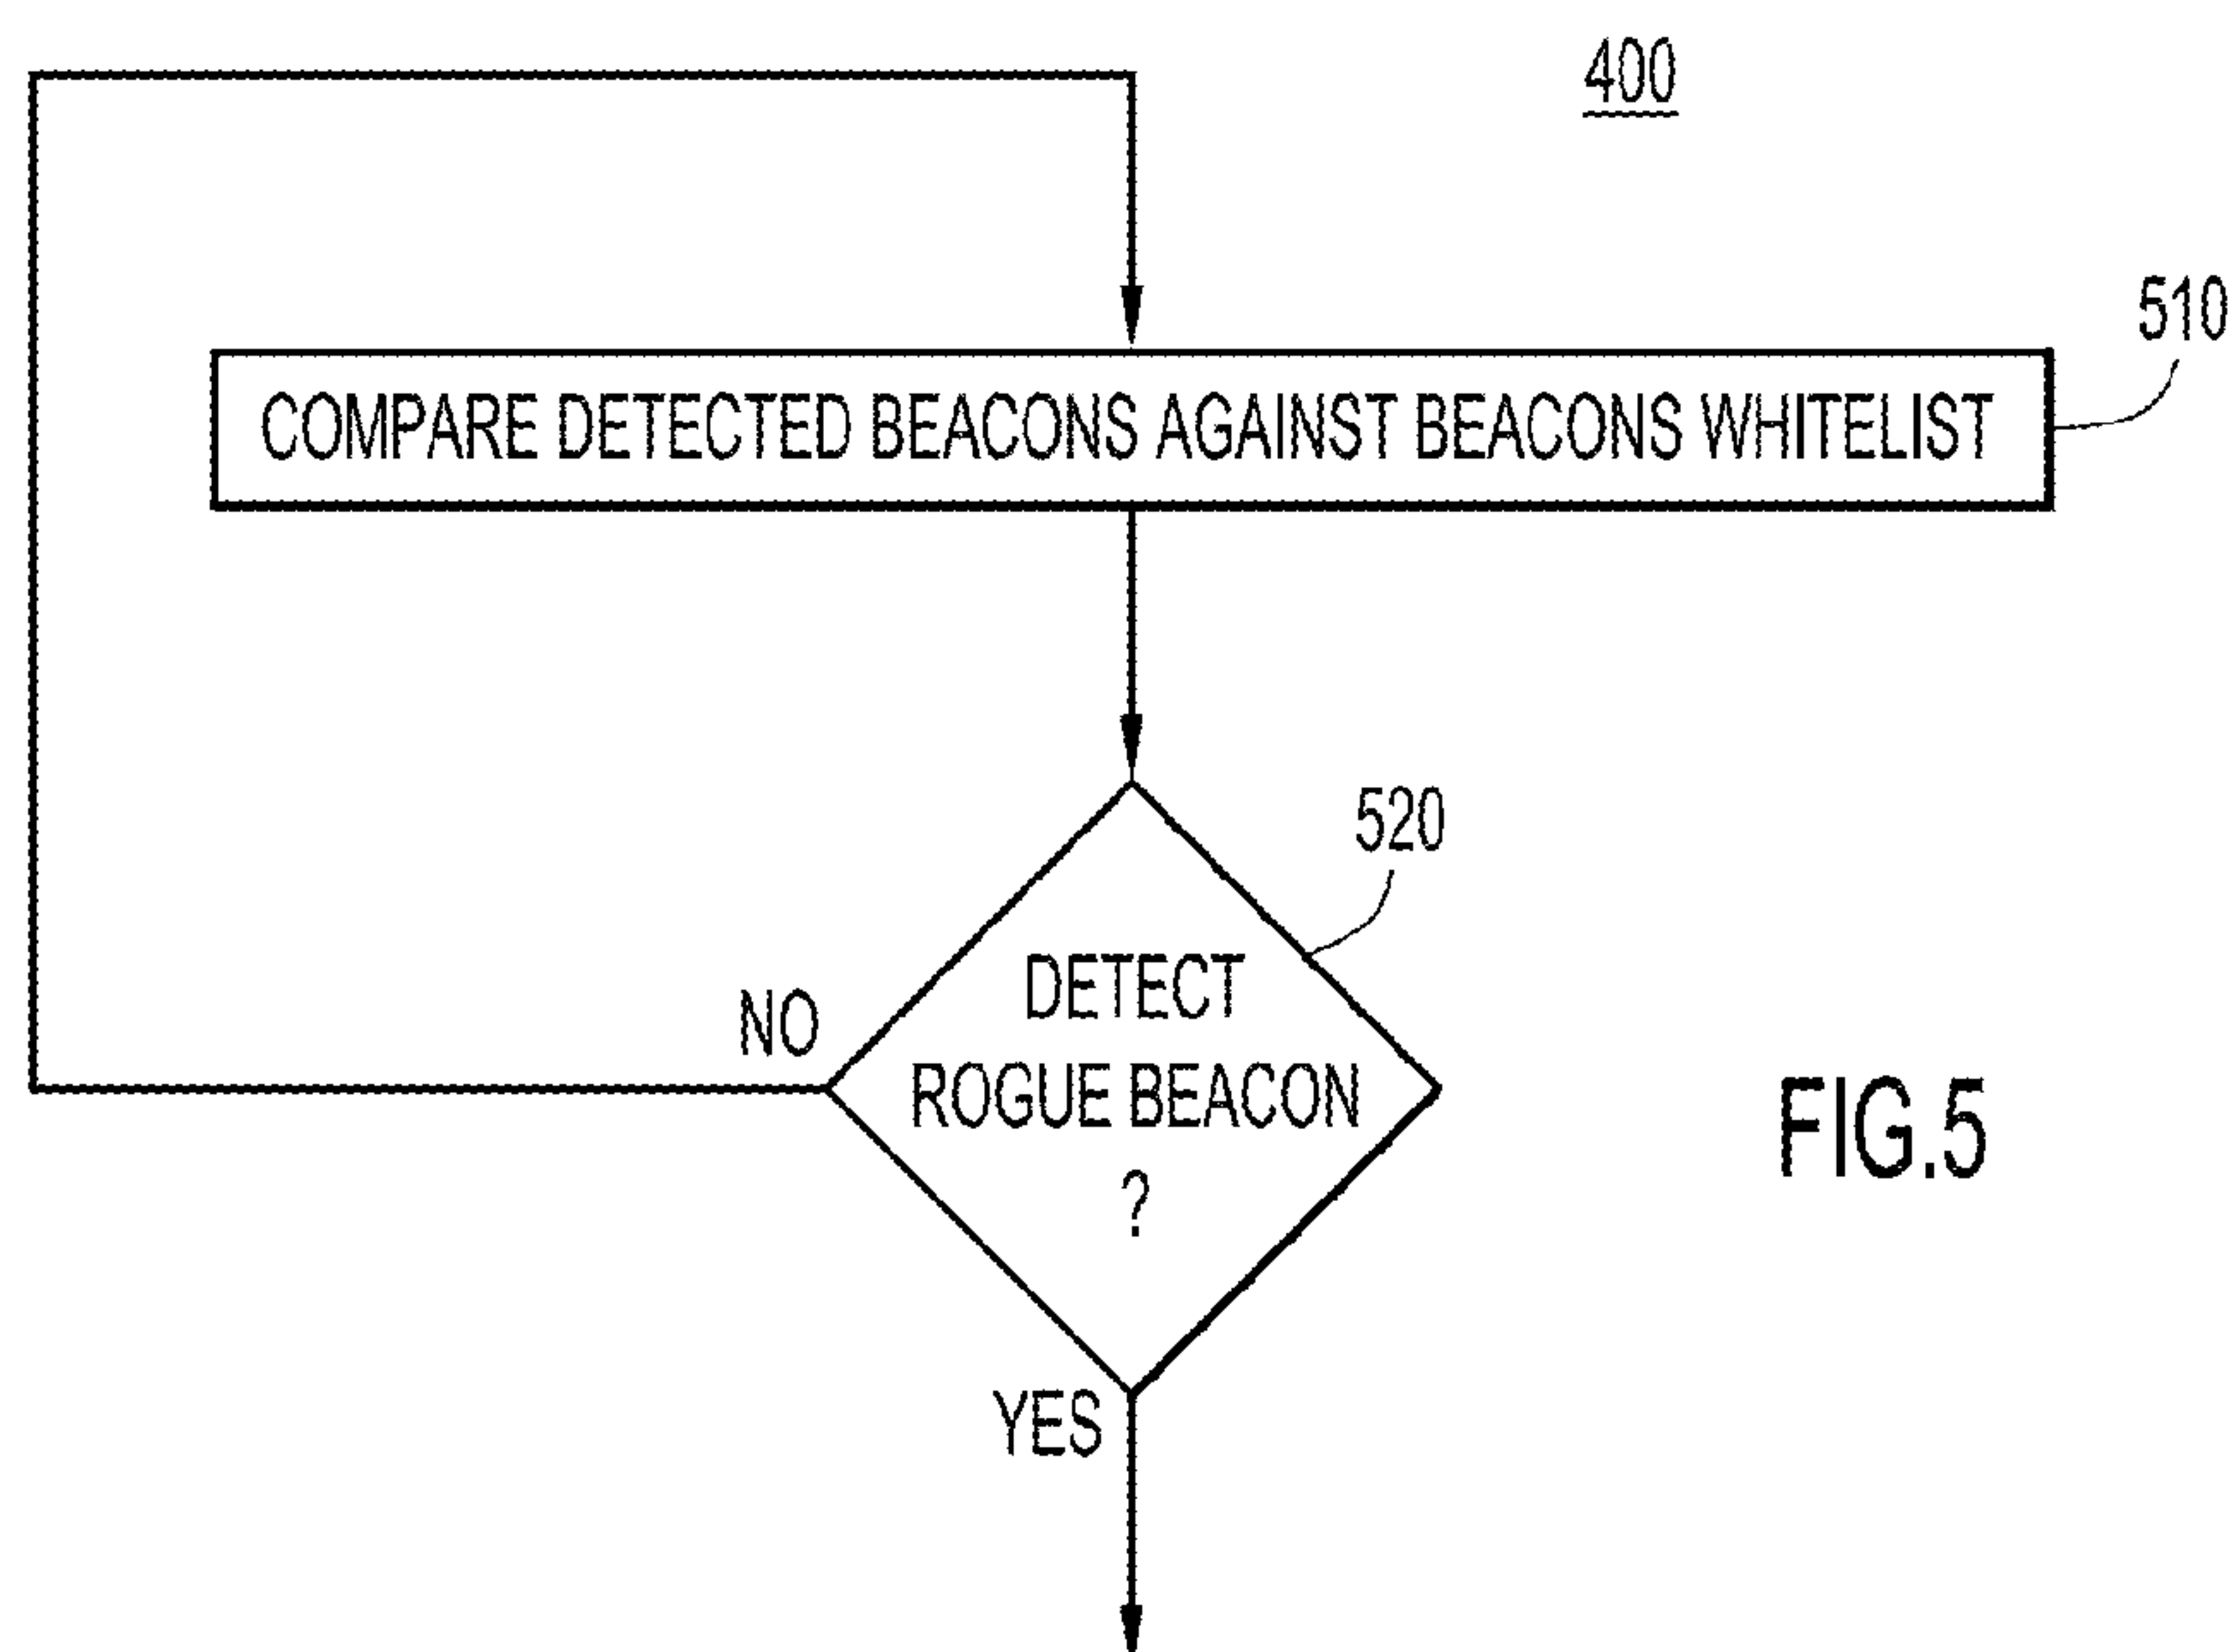 400
510
COMPARE DETECTED BEACONS AGAINST BEACONS WHITELIST
520
DETECT
ROGUE BEACON
?
NO
YES
FIG.5